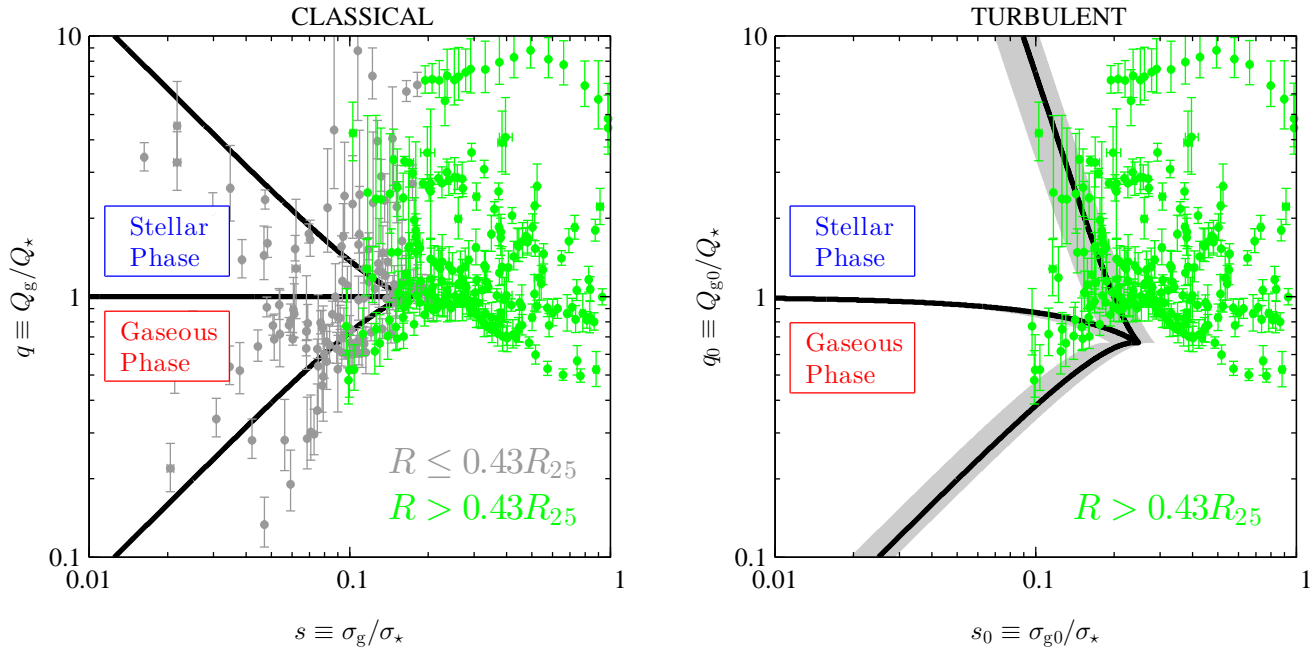 CLASSICAL
10
1
0.1
q ≡ Q_g/Q_⋆
Stellar
Phase
Gaseous
Phase
R ≤ 0.43R_25
R > 0.43R_25
0.01
0.1
1
s ≡ σ_g/σ_⋆
TURBULENT
10
1
0.1
q_0 ≡ Q_g0/Q_⋆
Stellar
Phase
Gaseous
Phase
R > 0.43R_25
0.01
0.1
1
s_0 ≡ σ_g0/σ_⋆